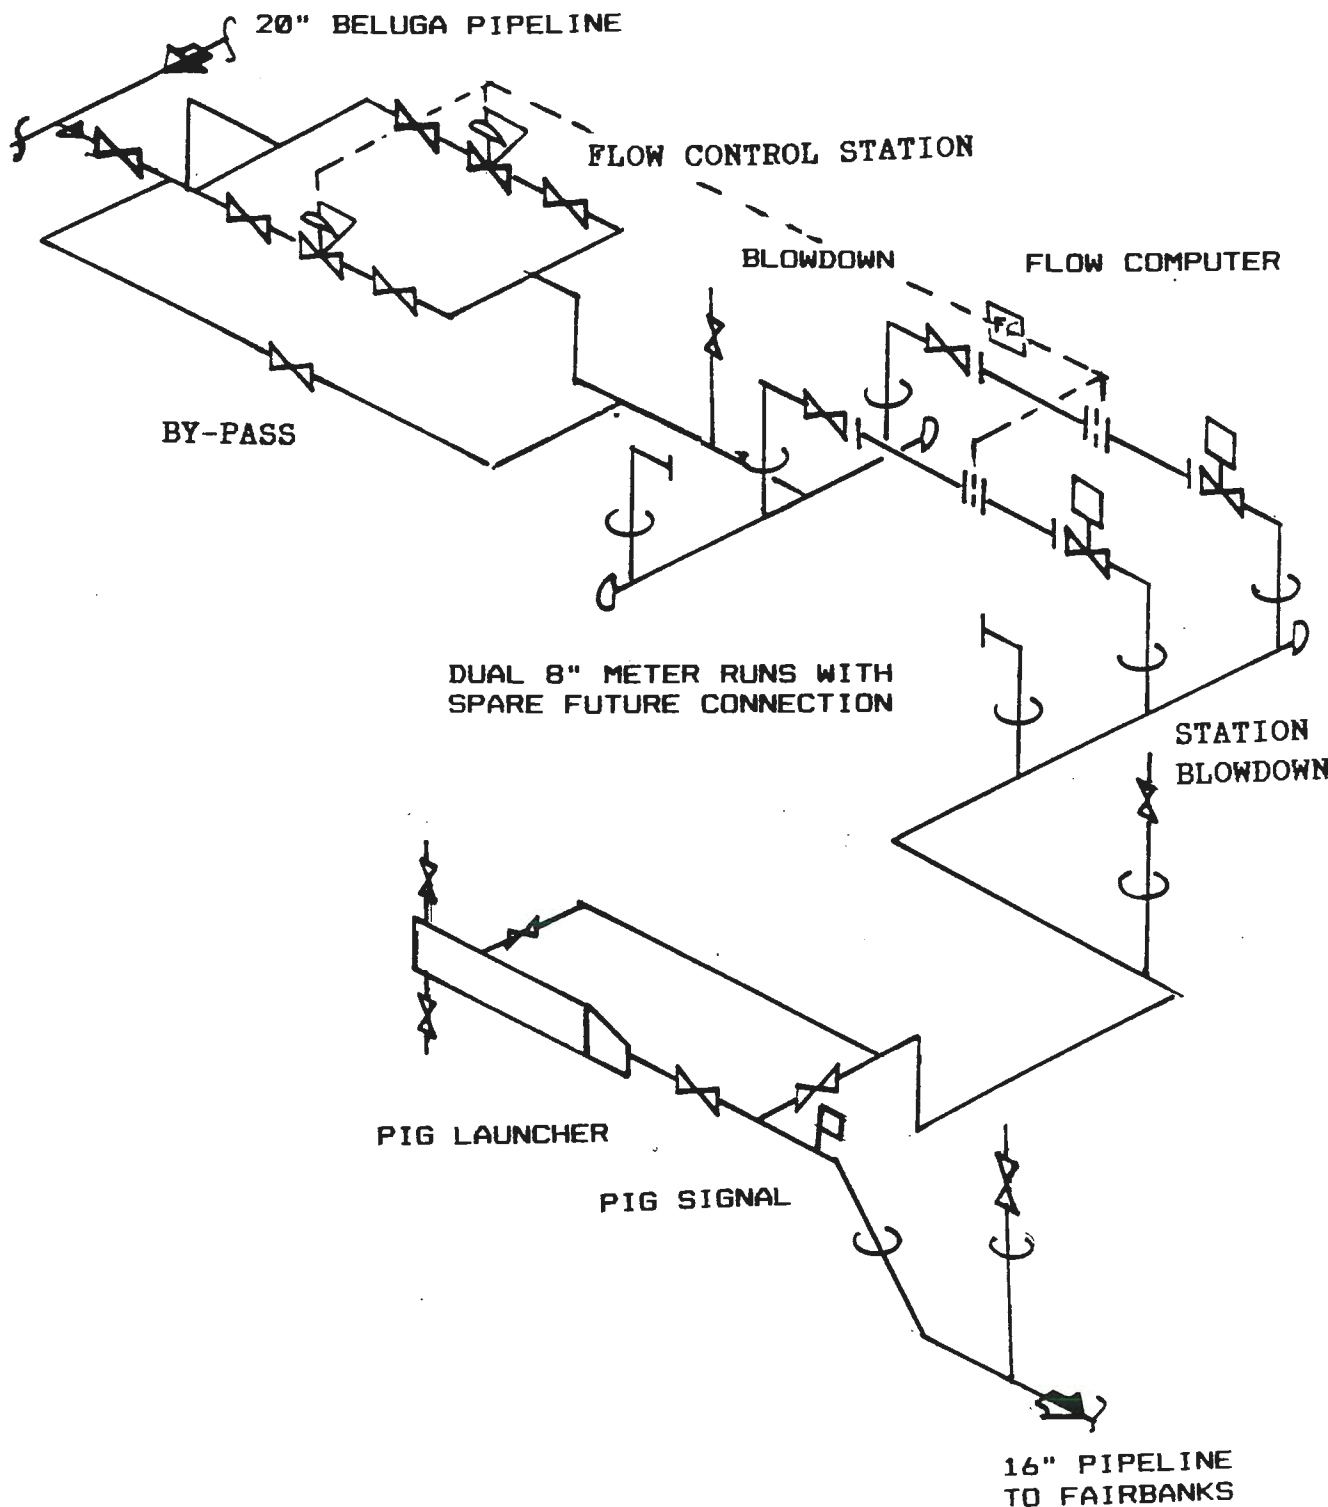 20" BELUGA PIPELINE
FLOW CONTROL STATION
BLOWDOWN
FLOW COMPUTER
FC
BY-PASS
DUAL 8" METER RUNS WITH
SPARE FUTURE CONNECTION
STATION
BLOWDOWN
PIG LAUNCHER
PIG SIGNAL
16" PIPELINE
TO FAIRBANKS